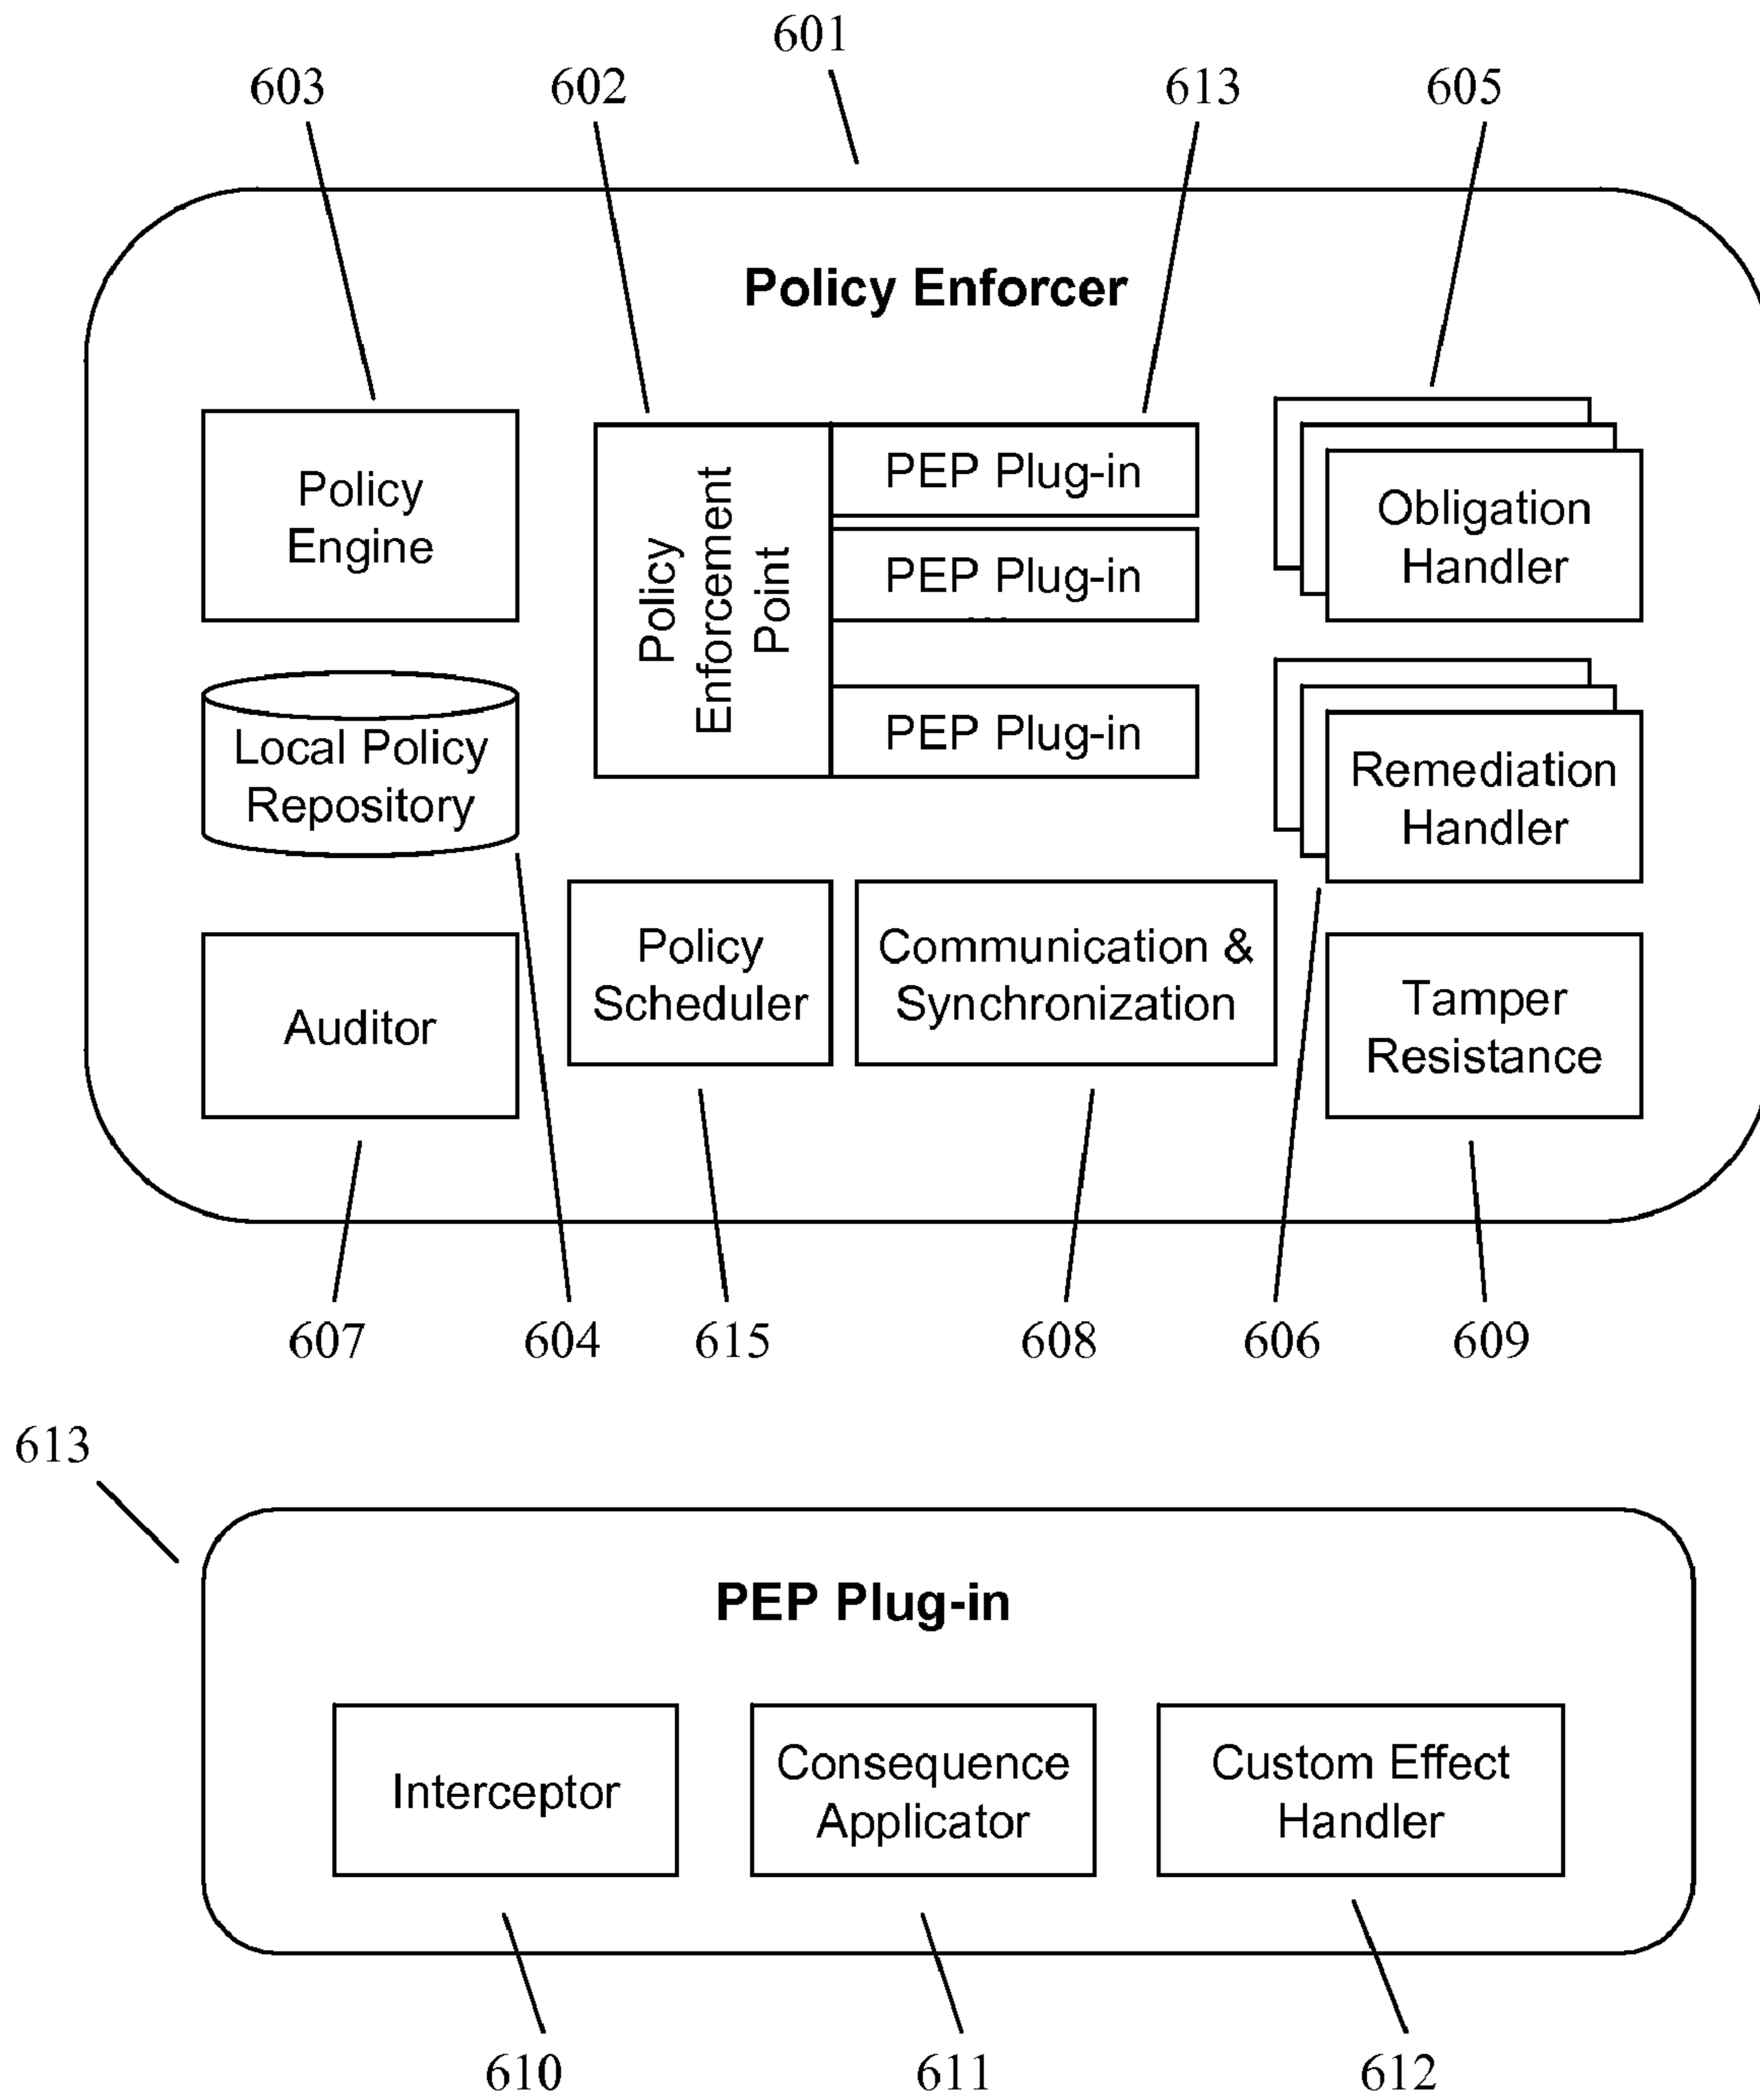 601
603
602
613
605
Policy Enforcer
Policy
Engine
Policy
Enforcement
Point
PEP Plug-in
PEP Plug-in
...
PEP Plug-in
Obligation
Handler
Local Policy
Repository
Remediation
Handler
Auditor
Policy
Scheduler
Communication &
Synchronization
Tamper
Resistance
607
604
615
608
606
609
613
PEP Plug-in
Interceptor
Consequence
Applicator
Custom Effect
Handler
610
611
612